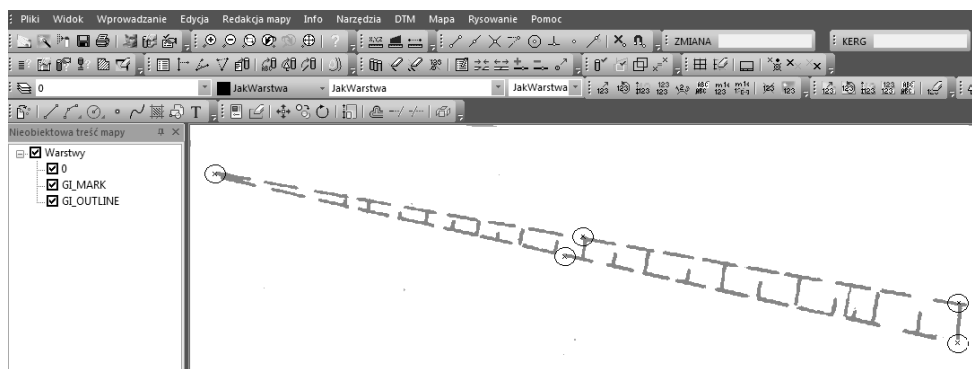 Pliki Widok Wprowadzanie Edycja Redakcja mapy Info Narzędzia DTM Mapa Rysowanie Pomoc
ZMIANA KERG
0 JakWarstwa JakWarstwa JakWarstwa
Nieobiektowa treść mapy
Warstwy
0
GI_MARK
GI_OUTLINE